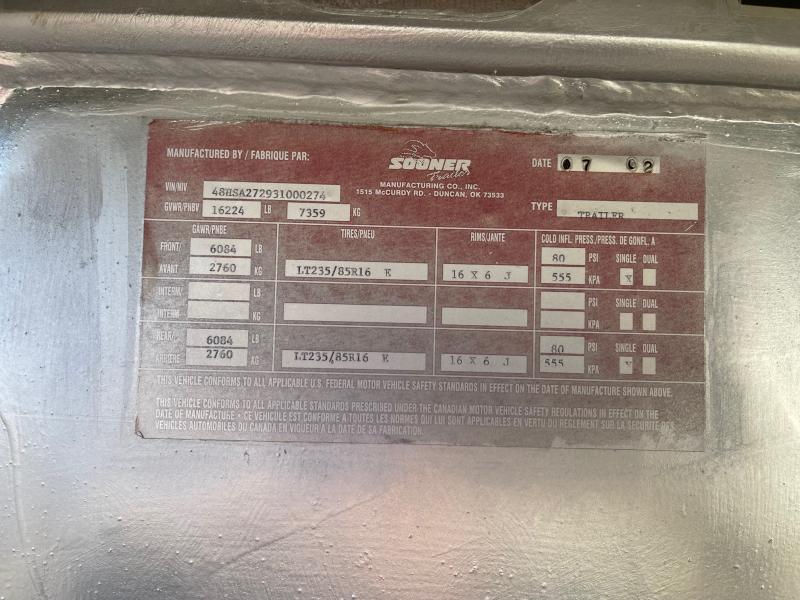 MANUFACTURED BY / FABRIQUE PAR:
SOONER
Trailer
MANUFACTURING CO., INC.
1515 McCURDY RD. - DUNCAN, OK 73533
DATE 07 02
VIN/NIV 48HSA272931000274
GVWR/PNBV 16224 LB 7359 KG
TYPE TRAILER
GAWR/PNBE TIRES/PNEU RIMS/JANTE COLD INFL. PRESS./PRESS. DE GONFL. A
FRONT/ 6084 LB 80 PSI SINGLE DUAL
AVANT 2760 KG LT235/85R16 E 16 X 6 J 555 KPA X
INTERM/ LB PSI SINGLE DUAL
INTERM. KG KPA
REAR/ 6084 LB 80 PSI SINGLE DUAL
ARRIERE 2760 KG LT235/85R16 E 16 X 6 J 555 KPA X
THIS VEHICLE CONFORMS TO ALL APPLICABLE U.S. FEDERAL MOTOR VEHICLE SAFETY STANDARDS IN EFFECT ON THE DATE OF MANUFACTURE SHOWN ABOVE.
THIS VEHICLE CONFORMS TO ALL APPLICABLE STANDARDS PRESCRIBED UNDER THE CANADIAN MOTOR VEHICLE SAFETY REGULATIONS IN EFFECT ON THE
DATE OF MANUFACTURE • CE VEHICULE EST CONFORME A TOUTES LES NORMES QUI LUI SONT APPLICABLES EN VERTU DU REGLEMENT SUR LA SECURITE DES
VEHICULES AUTOMOBILES DU CANADA EN VIGUEUR A LA DATE DE SA FABRICATION.